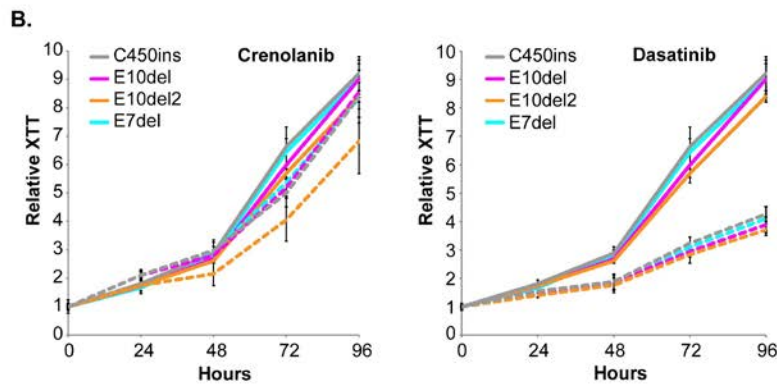 B.
Crenolanib
C450ins
E10del
E10del2
E7del
Relative XTT
10
9
8
7
6
5
4
3
2
1
0
0 24 48 72 96
Hours
Dasatinib
C450ins
E10del
E10del2
E7del
Relative XTT
10
9
8
7
6
5
4
3
2
1
0
0 24 48 72 96
Hours